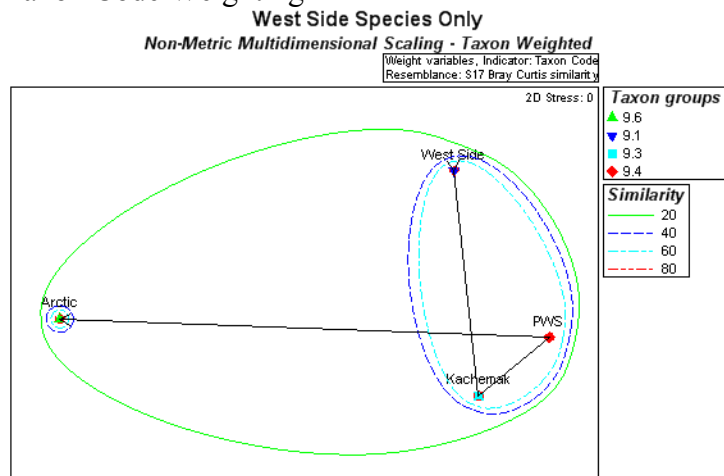 West Side Species Only
Non-Metric Multidimensional Scaling - Taxon Weighted
Weight variables, Indicator: Taxon Code
Resemblance: S17 Bray Curtis similarity
2D Stress: 0
Taxon groups
9.6
9.1
9.3
9.4
Similarity
20
40
60
80
West Side
Arctic
PWS
Kachemak